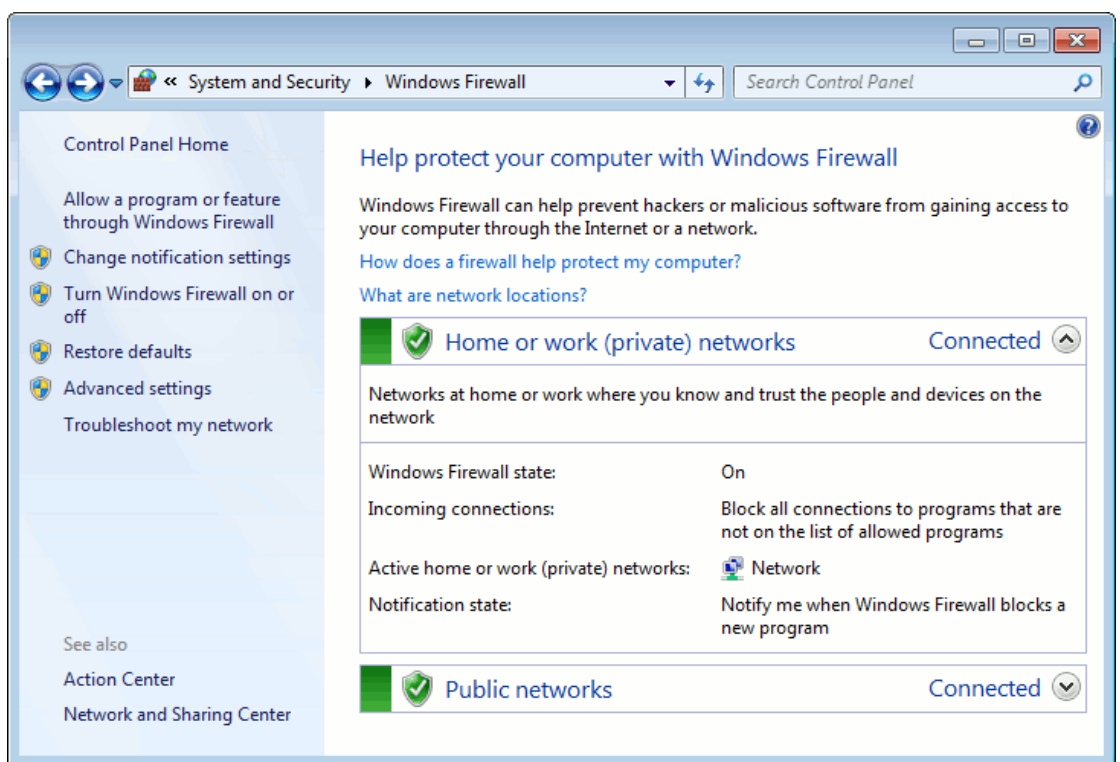 « System and Security ▸ Windows Firewall
Search Control Panel
Control Panel Home
Allow a program or feature
through Windows Firewall
Change notification settings
Turn Windows Firewall on or
off
Restore defaults
Advanced settings
Troubleshoot my network
See also
Action Center
Network and Sharing Center
Help protect your computer with Windows Firewall
Windows Firewall can help prevent hackers or malicious software from gaining access to
your computer through the Internet or a network.
How does a firewall help protect my computer?
What are network locations?
Home or work (private) networks Connected
Networks at home or work where you know and trust the people and devices on the
network
Windows Firewall state: On
Incoming connections: Block all connections to programs that are
not on the list of allowed programs
Active home or work (private) networks: Network
Notification state: Notify me when Windows Firewall blocks a
new program
Public networks Connected